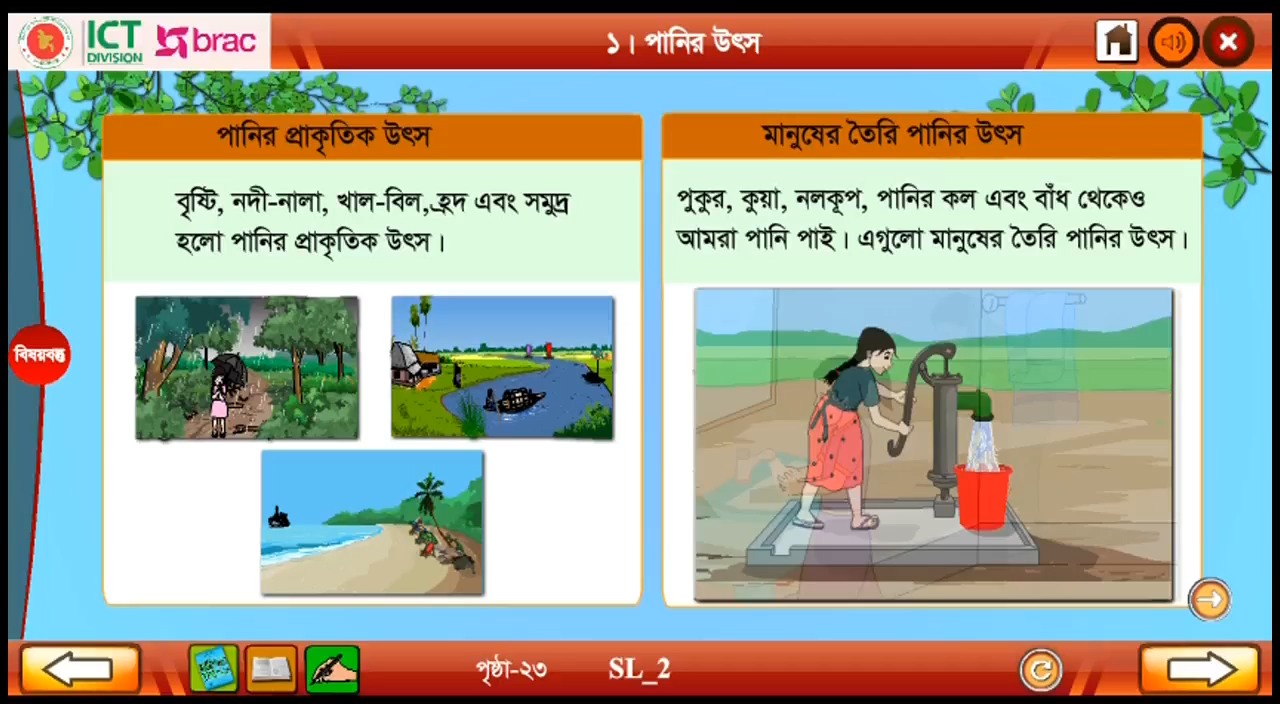 ICT
DIVISION
brac
১। পানির উৎস
পানির প্রাকৃতিক উৎস
বৃষ্টি, নদী-নালা, খাল-বিল,হ্রদ এবং সমুদ্র
হলো পানির প্রাকৃতিক উৎস।
মানুষের তৈরি পানির উৎস
পুকুর, কুয়া, নলকূপ, পানির কল এবং বাঁধ থেকেও
আমরা পানি পাই। এগুলো মানুষের তৈরি পানির উৎস।
বিষয়বস্তু
পৃষ্ঠা-২৩
SL_2